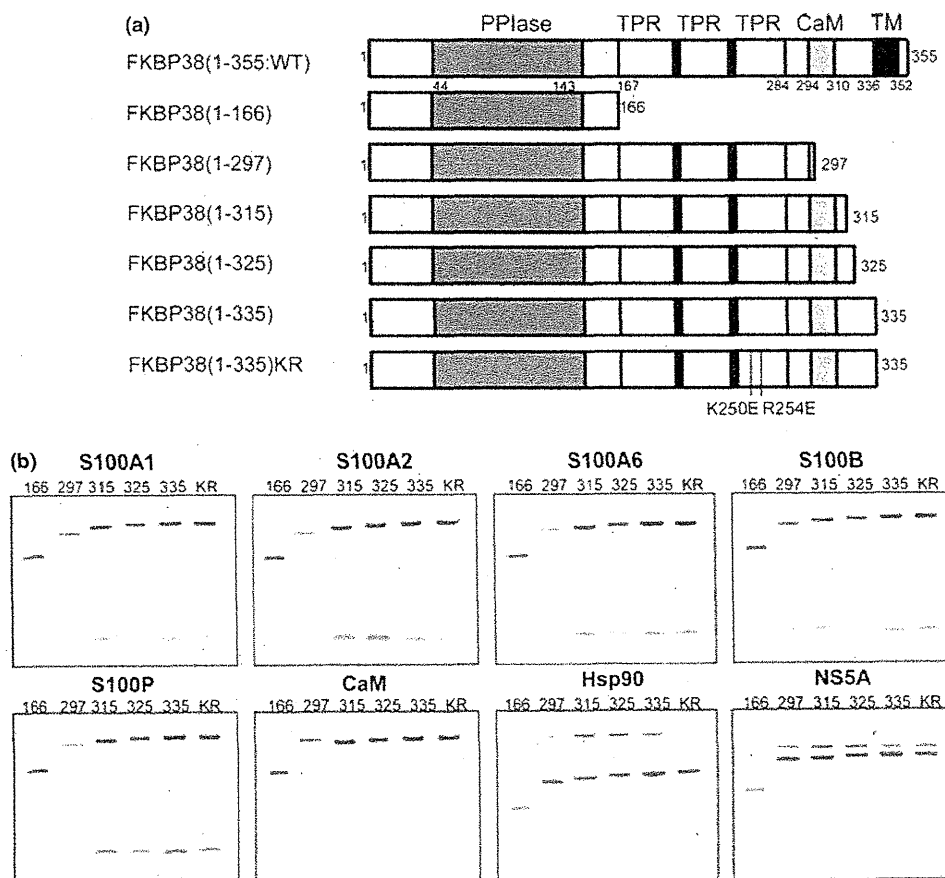 (a)
PPIase TPR TPR TPR CaM TM
FKBP38(1-355:WT) 1 355
44 143 167 284 294 310 336 352
FKBP38(1-166) 1 166
FKBP38(1-297) 1 297
FKBP38(1-315) 1 315
FKBP38(1-325) 1 325
FKBP38(1-335) 1 335
FKBP38(1-335)KR 1 335
K250E R254E
(b)
S100A1 S100A2 S100A6 S100B
166 297 315 325 335 KR 166 297 315 325 335 KR 166 297 315 325 335 KR 166 297 315 325 335 KR
S100P CaM Hsp90 NS5A
166 297 315 325 335 KR 166 297 315 325 335 KR 166 297 315 325 335 KR 166 297 315 325 335 KR